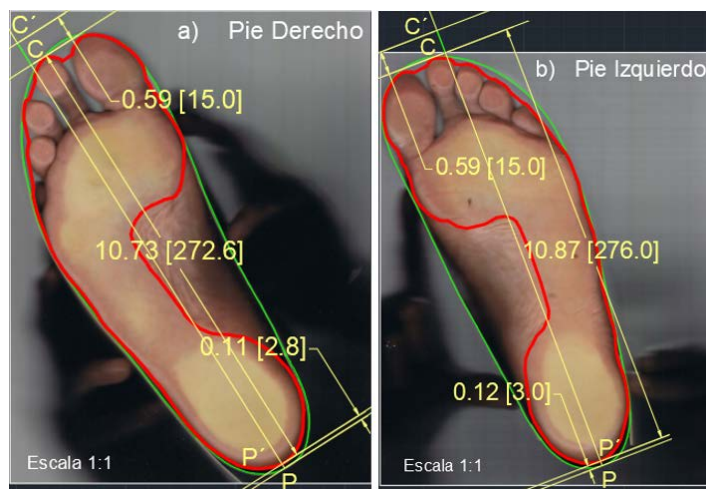 C´
C
a) Pie Derecho
0.59 [15.0]
10.73 [272.6]
0.11 [2.8]
P´
P
Escala 1:1
C´
C
b) Pie Izquierdo
0.59 [15.0]
10.87 [276.0]
0.12 [3.0]
P´
P
Escala 1:1